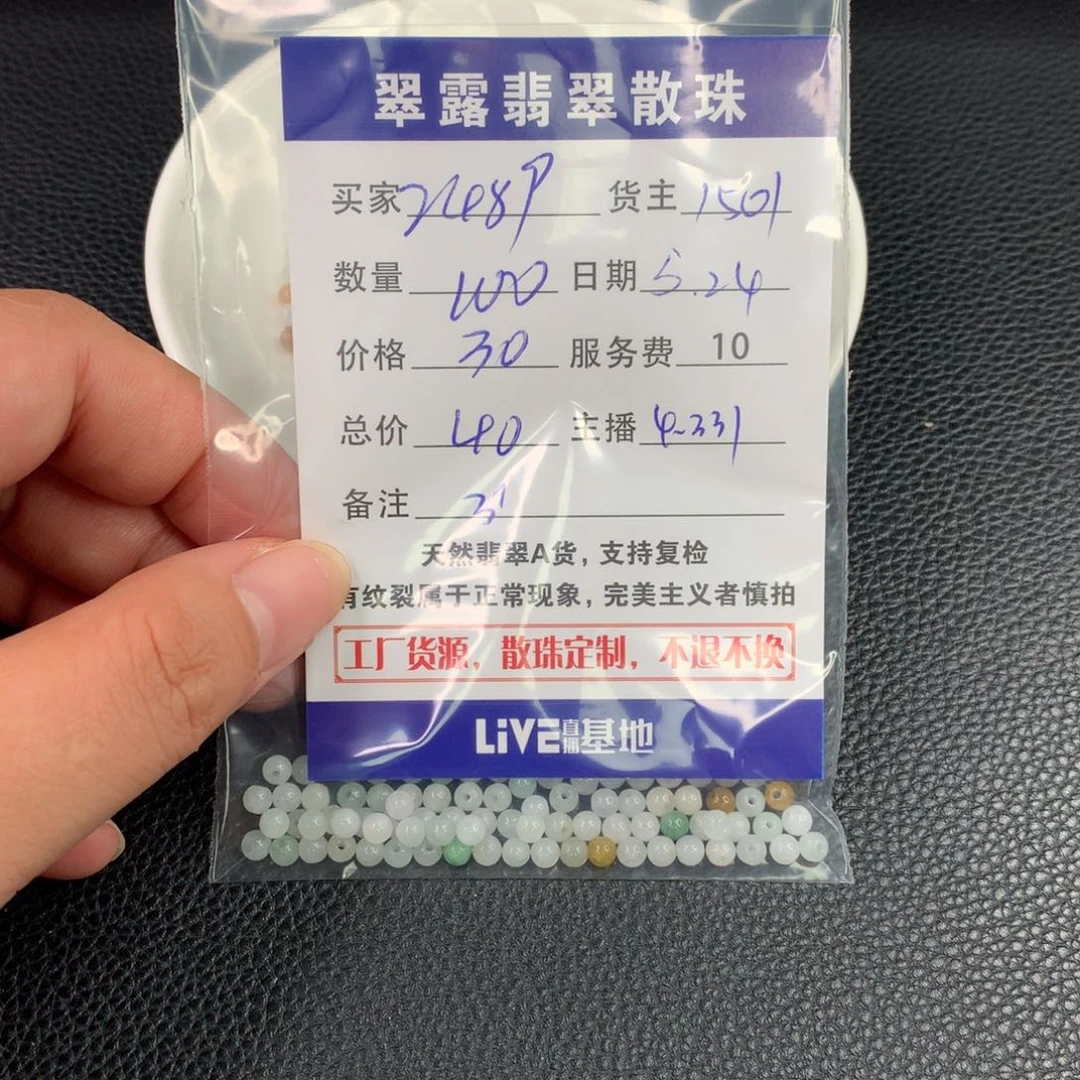 翠露翡翠散珠
买家 2489 货主 1501
数量 100 日期 5.24
价格 30 服务费 10
总价 40 主播 4-331
备注
天然翡翠A货，支持复检
有纹裂属于正常现象，完美主义者慎拍
工厂货源，散珠定制，不退不换
LiVE直播基地